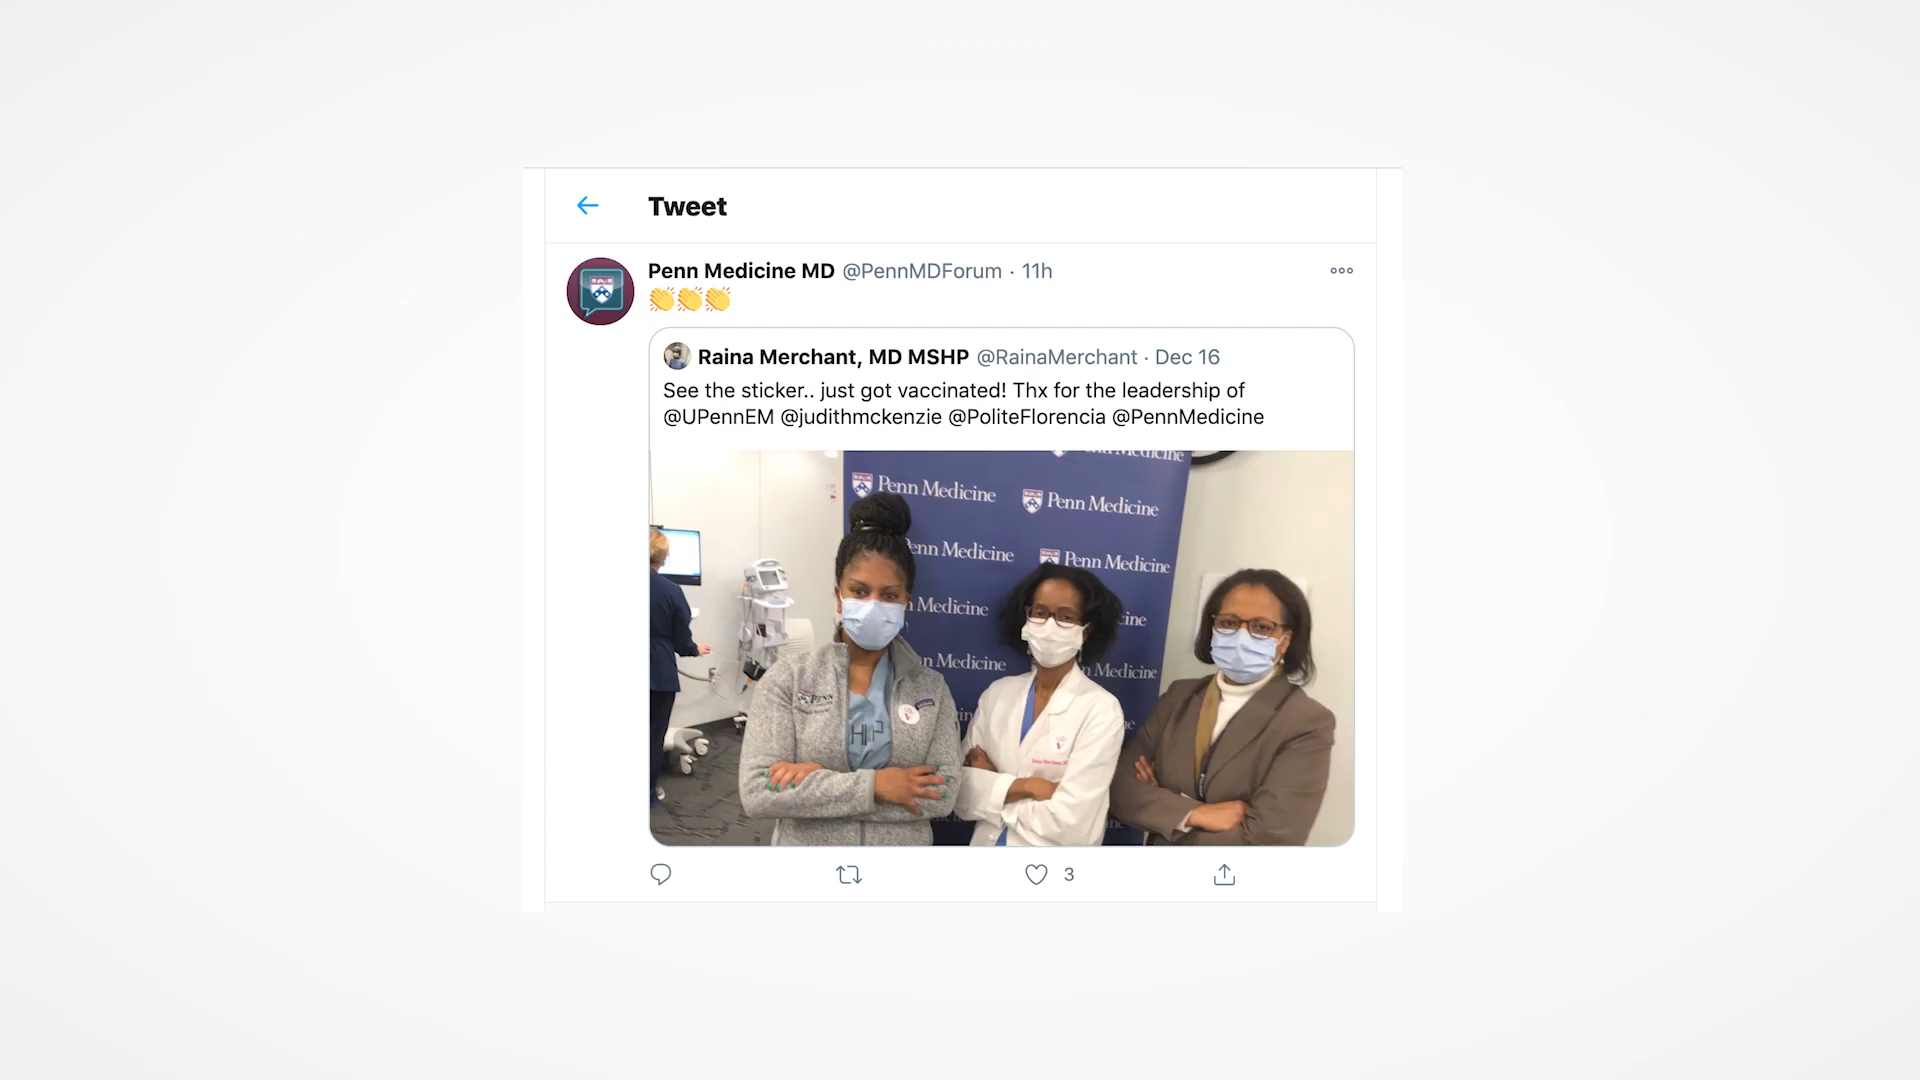 Tweet
Penn Medicine MD @PennMDForum · 11h
👏👏👏
Raina Merchant, MD MSHP @RainaMerchant · Dec 16
See the sticker.. just got vaccinated! Thx for the leadership of
@UPennEM @judithmckenzie @PoliteFlorencia @PennMedicine
Penn Medicine
Penn Medicine
Penn Medicine
Medicine
Medicine
Medicine
Medicine
PENN
3